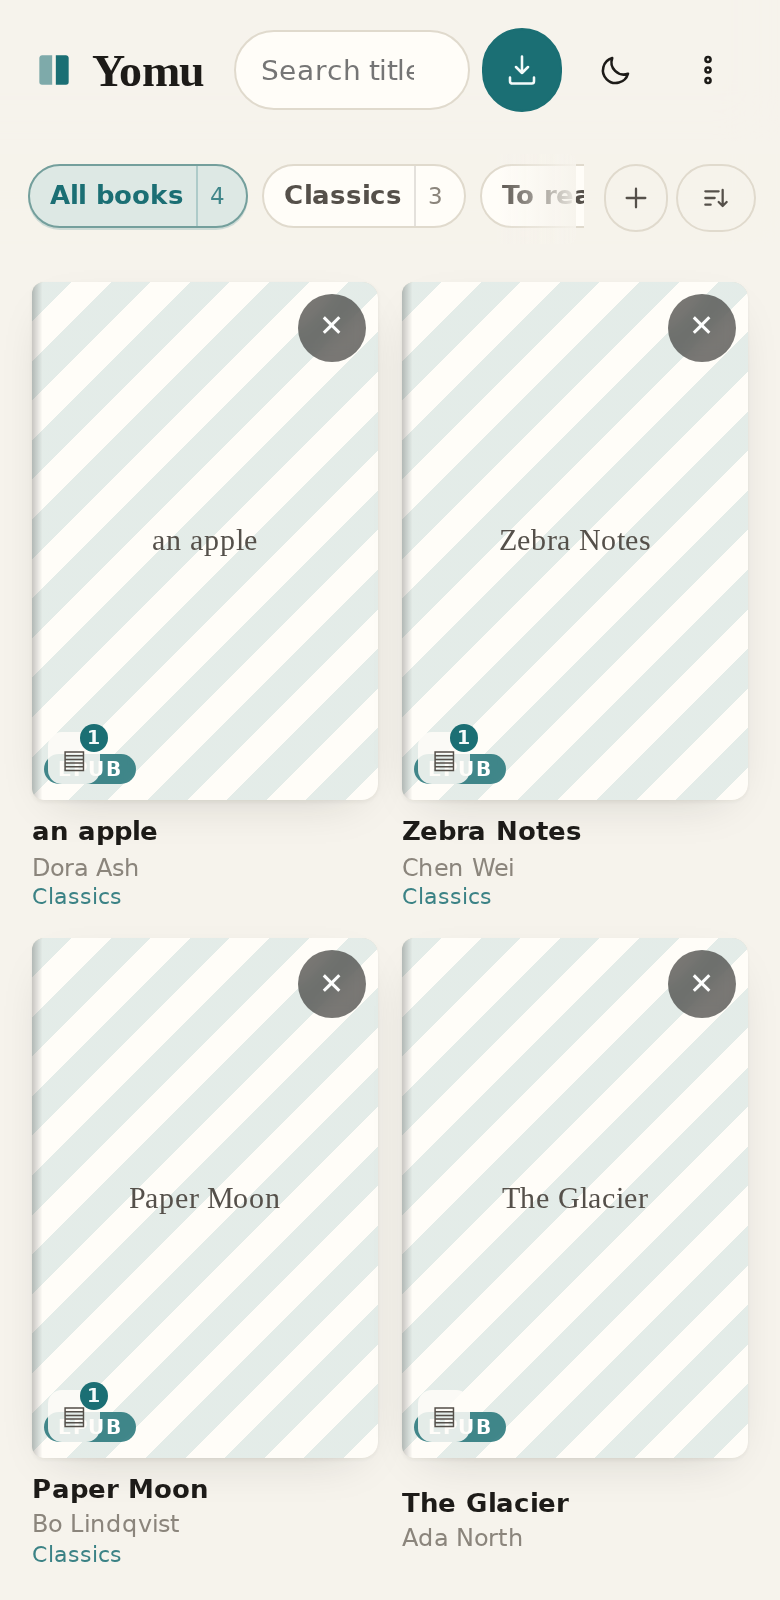 Yomu
Search title
All books 4
Classics 3
To rea
an apple
Zebra Notes
1
EPUB
1
EPUB
an apple
Dora Ash
Classics
Zebra Notes
Chen Wei
Classics
Paper Moon
The Glacier
1
EPUB
EPUB
Paper Moon
Bo Lindqvist
Classics
The Glacier
Ada North